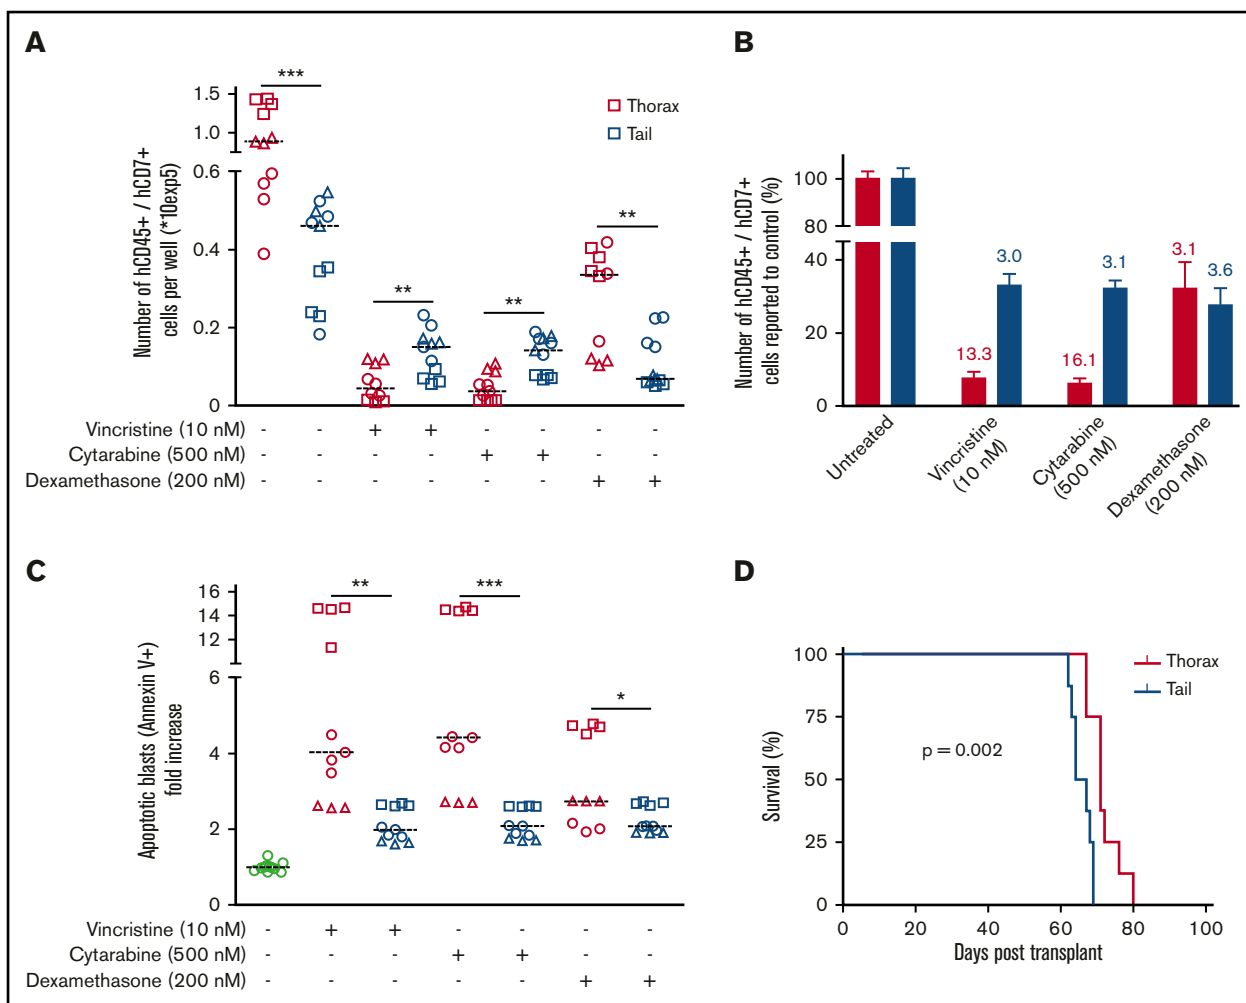 A
***
1.5
1.0
0.6
0.4
0.2
0
Number of hCD45+ / hCD7+
cells per well (*10exp5)
Thorax
Tail
**
**
**
Vincristine (10 nM) - - + + - - - -
Cytarabine (500 nM) - - - - + + - -
Dexamethasone (200 nM) - - - - - - + +
B
Number of hCD45+ / hCD7+
cells reported to control (%)
100
80
40
20
0
13.3
3.0
16.1
3.1
3.1
3.6
Untreated
Vincristine
(10 nM)
Cytarabine
(500 nM)
Dexamethasone
(200 nM)
C
Apoptotic blasts (Annexin V+)
fold increase
16
14
12
6
4
2
0
**
***
*
Vincristine (10 nM) - + + - - - -
Cytarabine (500 nM) - - - + + - -
Dexamethasone (200 nM) - - - - - + +
D
Survival (%)
100
75
50
25
0
Thorax
Tail
p = 0.002
0 20 40 60 80 100
Days post transplant